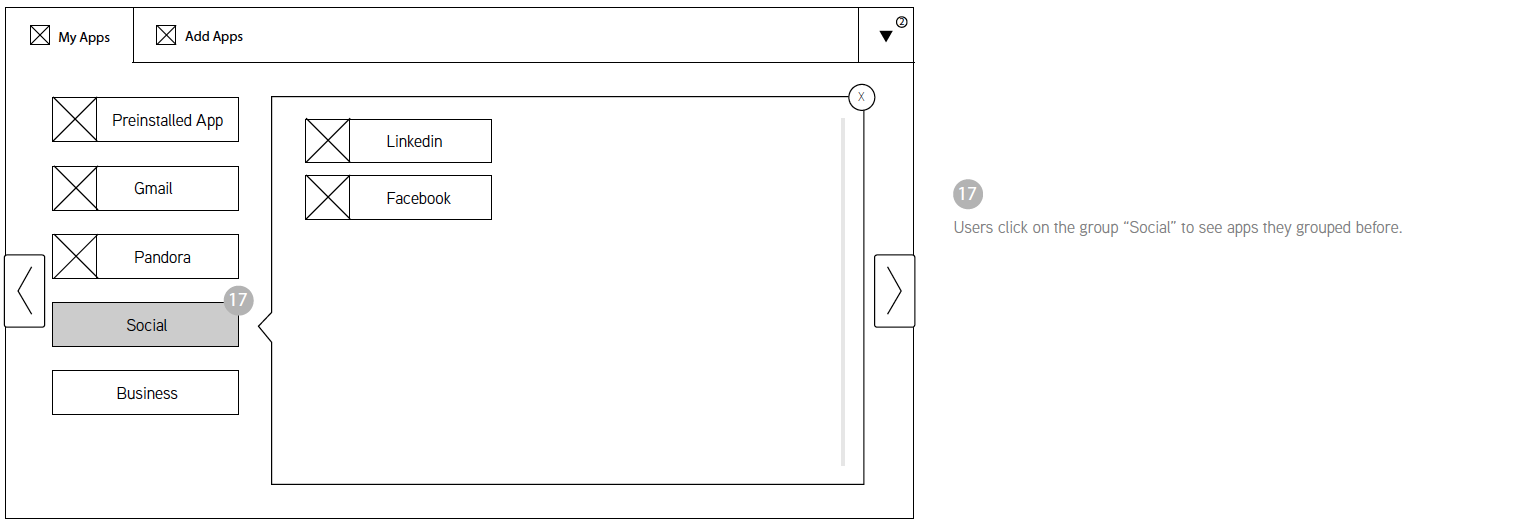 My Apps
Add Apps
2
Preinstalled App
Gmail
Pandora
17
Social
Business
X
Linkedin
Facebook
17
Users click on the group “Social” to see apps they grouped before.